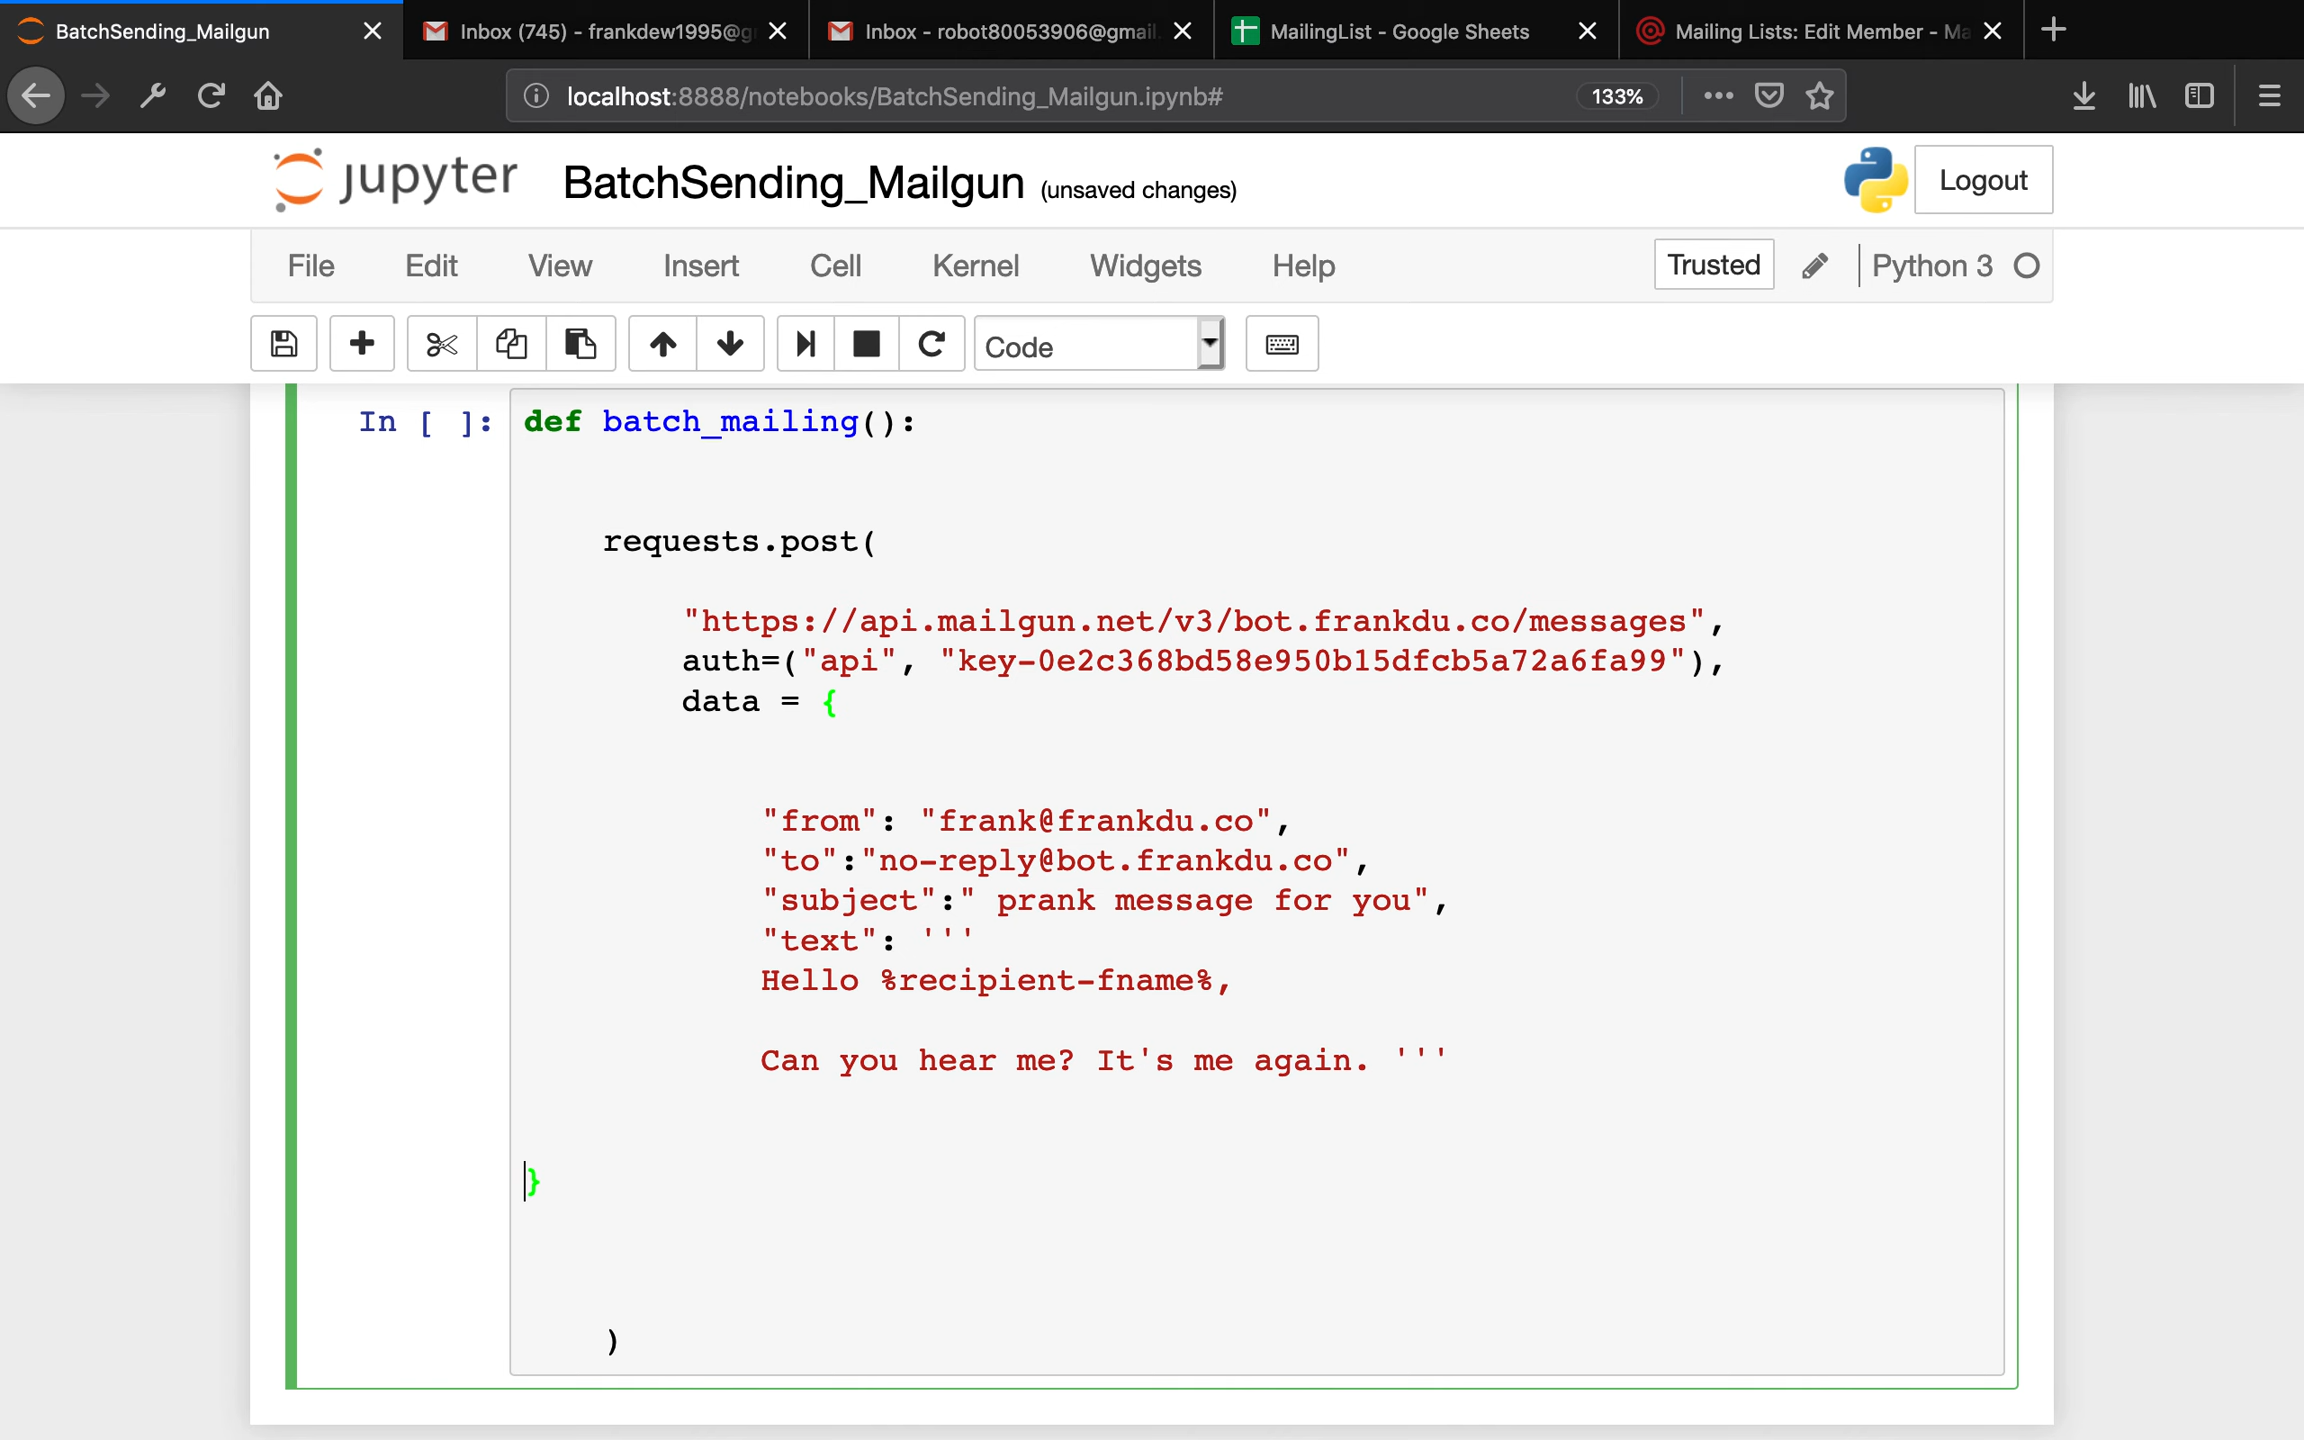 BatchSending_Mailgun
Inbox (745) - frankdew1995@g
Inbox - robot80053906@gmail.
MailingList - Google Sheets
Mailing Lists: Edit Member - Ma
localhost:8888/notebooks/BatchSending_Mailgun.ipynb#
133%
jupyter
BatchSending_Mailgun (unsaved changes)
Logout
File Edit View Insert Cell Kernel Widgets Help
Trusted
Python 3
Code
In [ ]:
def batch_mailing():
requests.post(
"https://api.mailgun.net/v3/bot.frankdu.co/messages",
auth=("api", "key-0e2c368bd58e950b15dfcb5a72a6fa99"),
data = {
"from": "frank@frankdu.co",
"to":"no-reply@bot.frankdu.co",
"subject":" prank message for you",
"text": '''
Hello %recipient-fname%,
Can you hear me? It's me again. '''
}
)